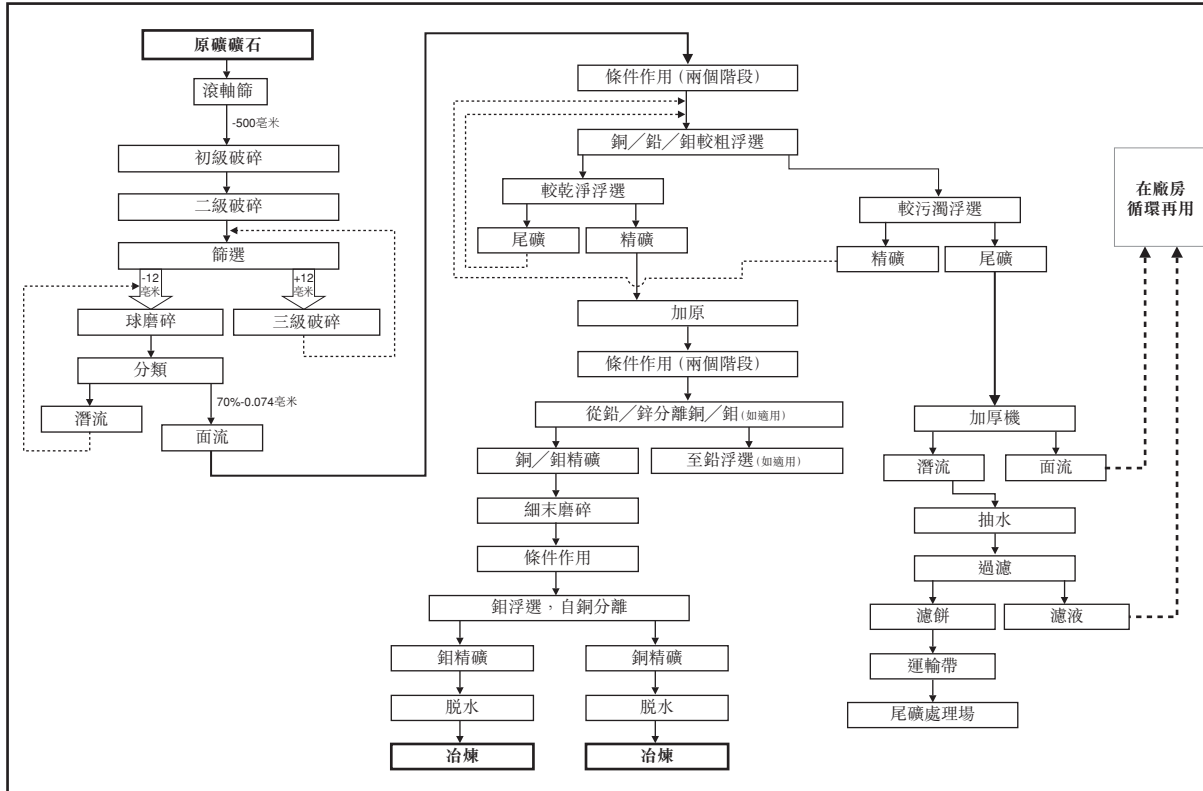 原礦礦石
滾軸篩
-500毫米
初級破碎
二級破碎
篩選
-12
毫米
+12
毫米
球磨碎
三級破碎
分類
潛流
70%-0.074毫米
面流
條件作用(兩個階段)
銅／鉛／鉬較粗浮選
較乾淨浮選
尾礦
精礦
較污濁浮選
精礦
尾礦
加原
條件作用(兩個階段)
從鉛／鋅分離銅／鉬(如適用)
銅／鉬精礦
至鉛浮選(如適用)
細末磨碎
條件作用
鉬浮選，自銅分離
鉬精礦
銅精礦
脱水
脱水
冶煉
冶煉
加厚機
潛流
面流
抽水
過濾
濾餅
濾液
運輸帶
尾礦處理場
在廠房
循環再用